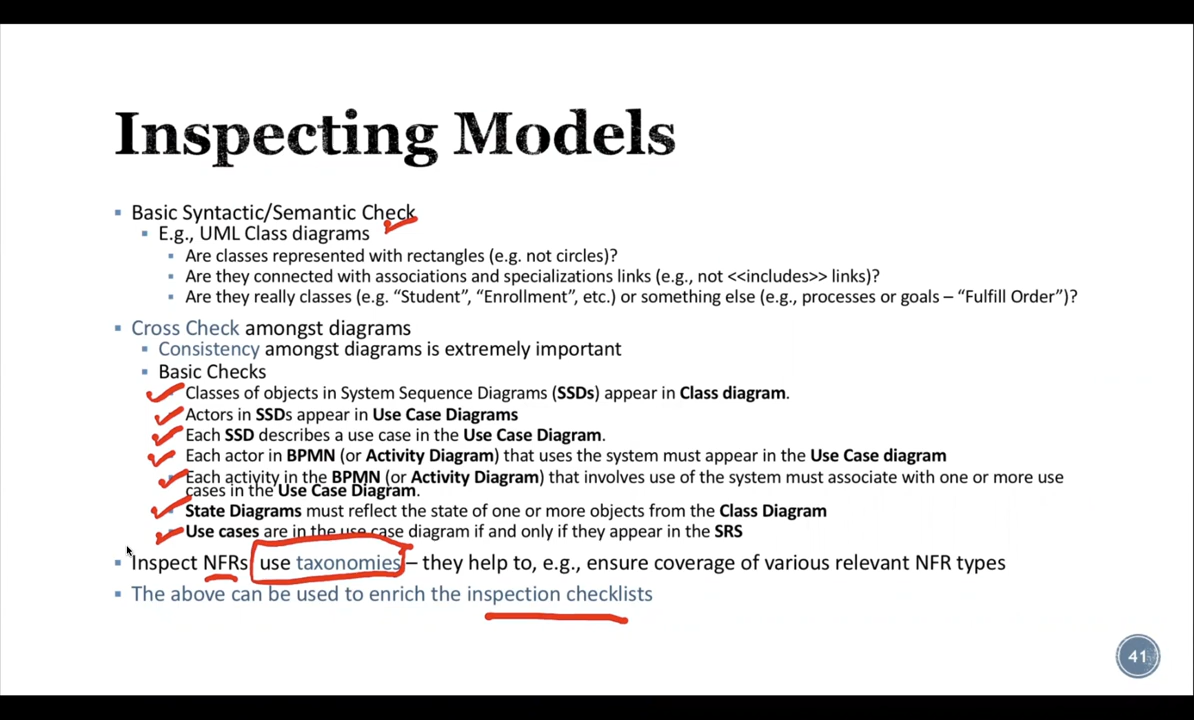 Inspecting Models
Basic Syntactic/Semantic Check
E.g., UML Class diagrams
Are classes represented with rectangles (e.g. not circles)?
Are they connected with associations and specializations links (e.g., not <<includes>> links)?
Are they really classes (e.g. “Student”, “Enrollment”, etc.) or something else (e.g., processes or goals – “Fulfill Order”)?
Cross Check amongst diagrams
Consistency amongst diagrams is extremely important
Basic Checks
Classes of objects in System Sequence Diagrams (SSDs) appear in Class diagram.
Actors in SSDs appear in Use Case Diagrams
Each SSD describes a use case in the Use Case Diagram.
Each actor in BPMN (or Activity Diagram) that uses the system must appear in the Use Case diagram
Each activity in the BPMN (or Activity Diagram) that involves use of the system must associate with one or more use
cases in the Use Case Diagram.
State Diagrams must reflect the state of one or more objects from the Class Diagram
Use cases are in the use case diagram if and only if they appear in the SRS
Inspect NFRs use taxonomies – they help to, e.g., ensure coverage of various relevant NFR types
The above can be used to enrich the inspection checklists
41